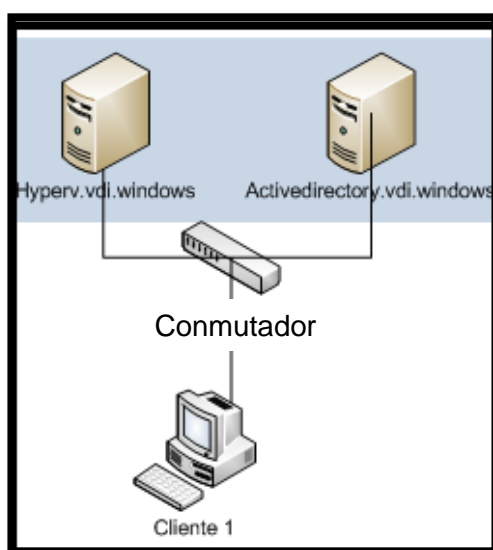 Hyperv.vdi.windows
Activedirectory.vdi.windows
Conmutador
Cliente 1